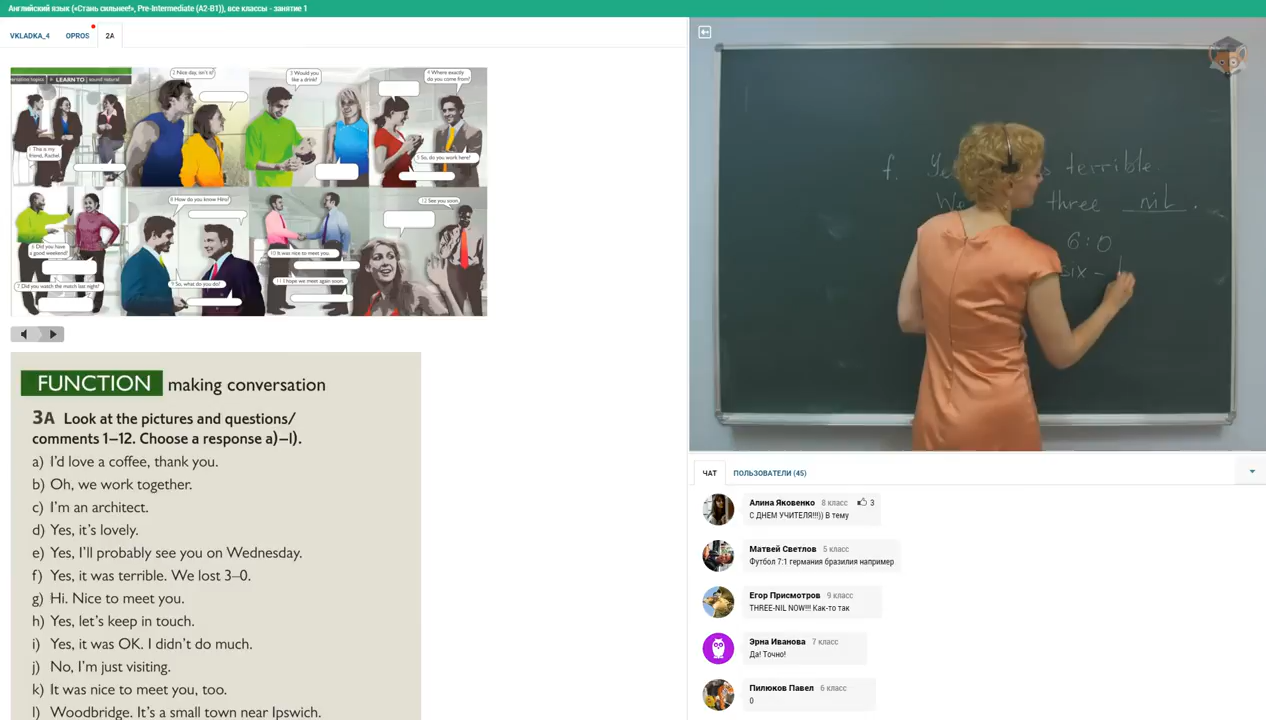 Английский язык («Стань сильнее!», Pre-Intermediate (A2-B1)), все классы - занятие 1
VKLADKA_4
OPROS
2A
LEARN TO | sound natural
1 This is my
friend, Rachel.
2 Nice day, isn't it?
3 Would you
like a drink?
4 Where exactly
do you come from?
5 So, do you work here?
6 Did you have
a good weekend?
7 Did you watch the match last night?
8 How do you know Hiro?
9 So, what do you do?
10 It was nice to meet you.
11 I hope we meet again soon.
12 See you soon.
FUNCTION making conversation
3A Look at the pictures and questions/
comments 1–12. Choose a response a)–l).
a) I'd love a coffee, thank you.
b) Oh, we work together.
c) I'm an architect.
d) Yes, it's lovely.
e) Yes, I'll probably see you on Wednesday.
f) Yes, it was terrible. We lost 3–0.
g) Hi. Nice to meet you.
h) Yes, let's keep in touch.
i) Yes, it was OK. I didn't do much.
j) No, I'm just visiting.
k) It was nice to meet you, too.
l) Woodbridge. It's a small town near Ipswich.
f. terrible.
We three nil.
6:0
six –
ЧАТ
ПОЛЬЗОВАТЕЛИ (45)
Алина Яковенко 8 класс 3
С ДНЕМ УЧИТЕЛЯ!!!)) В тему
Матвей Светлов 5 класс
Футбол 7:1 германия бразилия например
Егор Присмотров 9 класс
THREE-NIL NOW!!! Как-то так
Эрна Иванова 7 класс
Да! Точно!
Пилюков Павел 6 класс
0